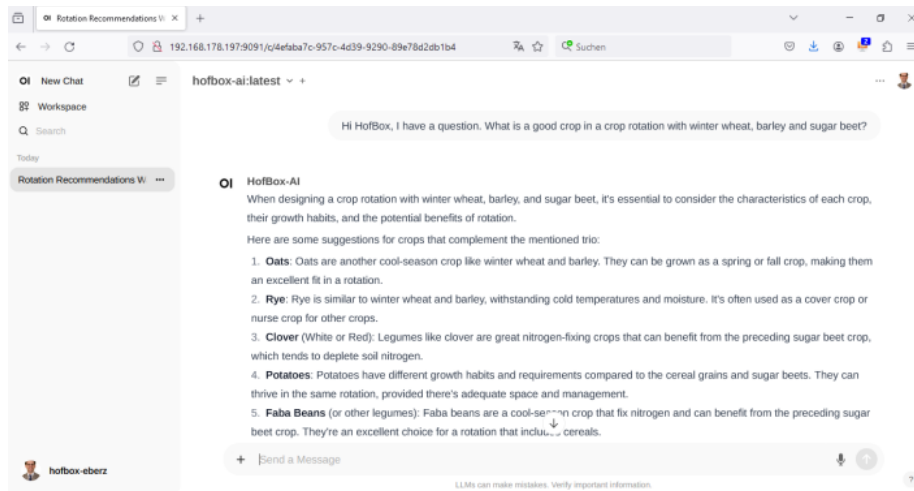 OI Rotation Recommendations W
192.168.178.197:9091/c/4efaba7c-957c-4d39-9290-89e78d2db1b4
Suchen
2
OI New Chat
hofbox-ai:latest
Workspace
Search
Hi HofBox, I have a question. What is a good crop in a crop rotation with winter wheat, barley and sugar beet?
Today
Rotation Recommendations W
OI HofBox-AI
When designing a crop rotation with winter wheat, barley, and sugar beet, it's essential to consider the characteristics of each crop,
their growth habits, and the potential benefits of rotation.
Here are some suggestions for crops that complement the mentioned trio:
1. Oats: Oats are another cool-season crop like winter wheat and barley. They can be grown as a spring or fall crop, making them
an excellent fit in a rotation.
2. Rye: Rye is similar to winter wheat and barley, withstanding cold temperatures and moisture. It's often used as a cover crop or
nurse crop for other crops.
3. Clover (White or Red): Legumes like clover are great nitrogen-fixing crops that can benefit from the preceding sugar beet crop,
which tends to deplete soil nitrogen.
4. Potatoes: Potatoes have different growth habits and requirements compared to the cereal grains and sugar beets. They can
thrive in the same rotation, provided there's adequate space and management.
5. Faba Beans (or other legumes): Faba beans are a cool-season crop that fix nitrogen and can benefit from the preceding sugar
beet crop. They're an excellent choice for a rotation that includes cereals.
Send a Message
hofbox-eberz
LLMs can make mistakes. Verify important information.
?